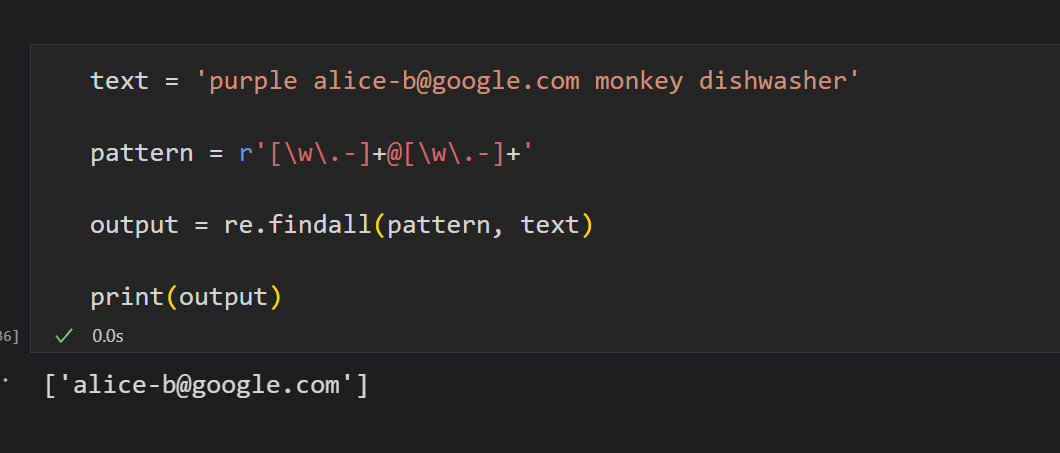 text = 'purple alice-b@google.com monkey dishwasher'
pattern = r'[\w\.-]+@[\w\.-]+'
output = re.findall(pattern, text)
print(output)
36] 0.0s
['alice-b@google.com']